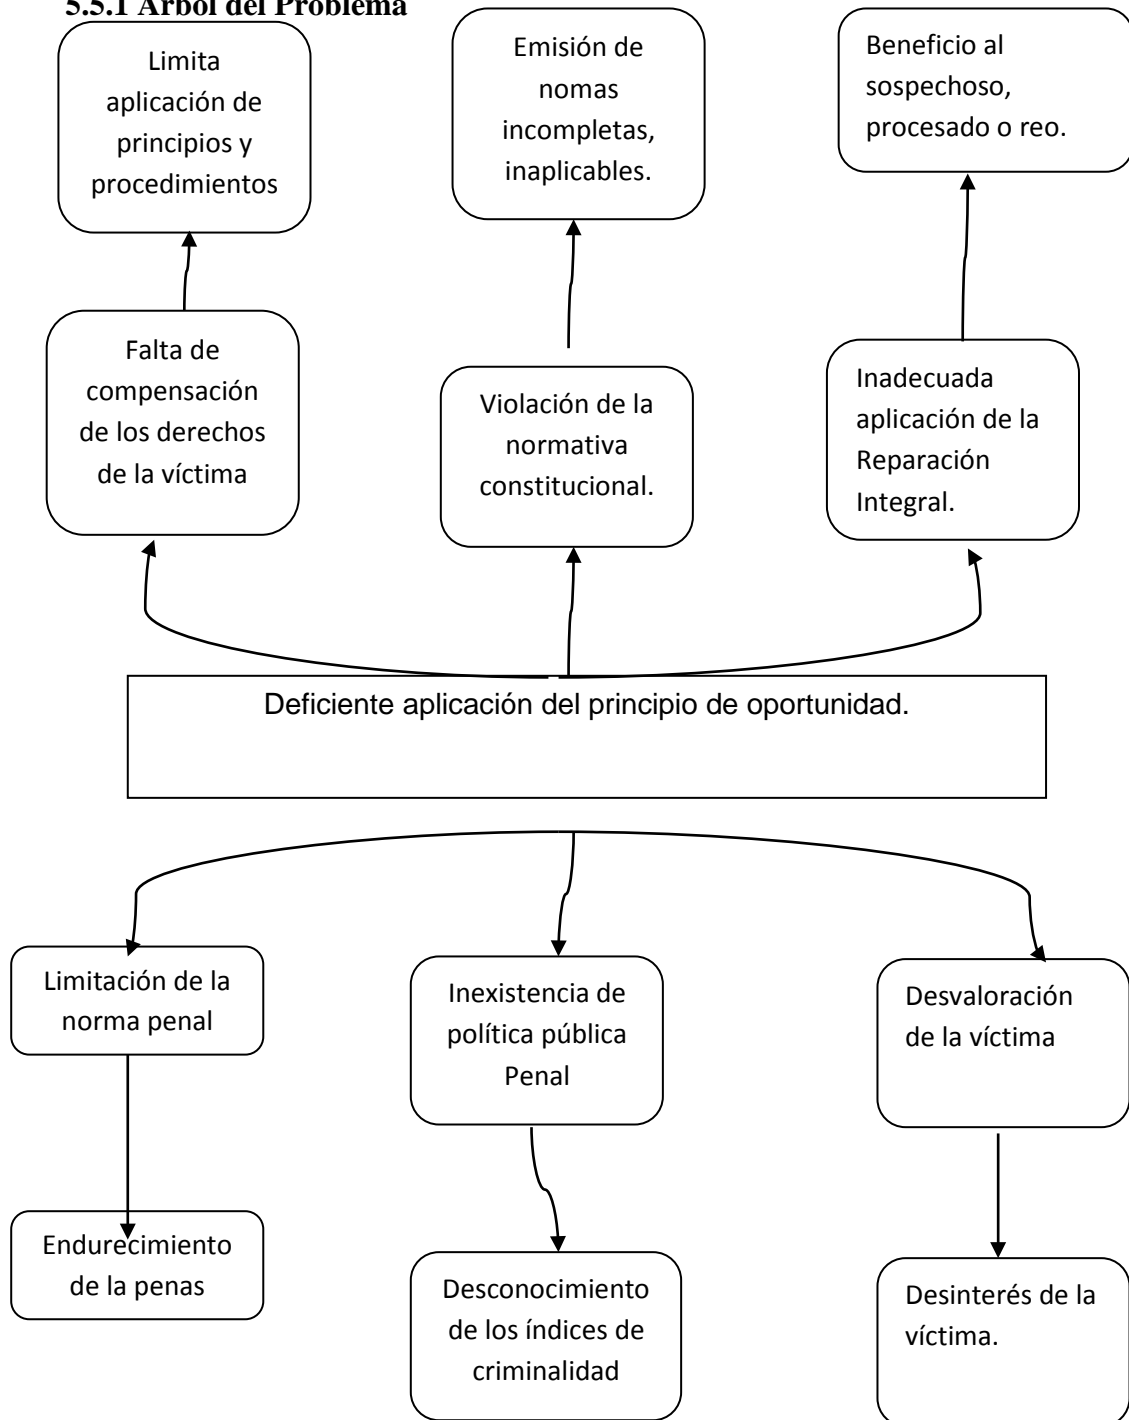 5.5.1 Árbol del Problema
Limita
aplicación de
principios y
procedimientos
Emisión de
nomas
incompletas,
inaplicables.
Beneficio al
sospechoso,
procesado o reo.
Falta de
compensación
de los derechos
de la víctima
Violación de la
normativa
constitucional.
Inadecuada
aplicación de la
Reparación
Integral.
Deficiente aplicación del principio de oportunidad.
Limitación de la
norma penal
Inexistencia de
política pública
Penal
Desvaloración
de la víctima
Endurecimiento
de la penas
Desconocimiento
de los índices de
criminalidad
Desinterés de la
víctima.